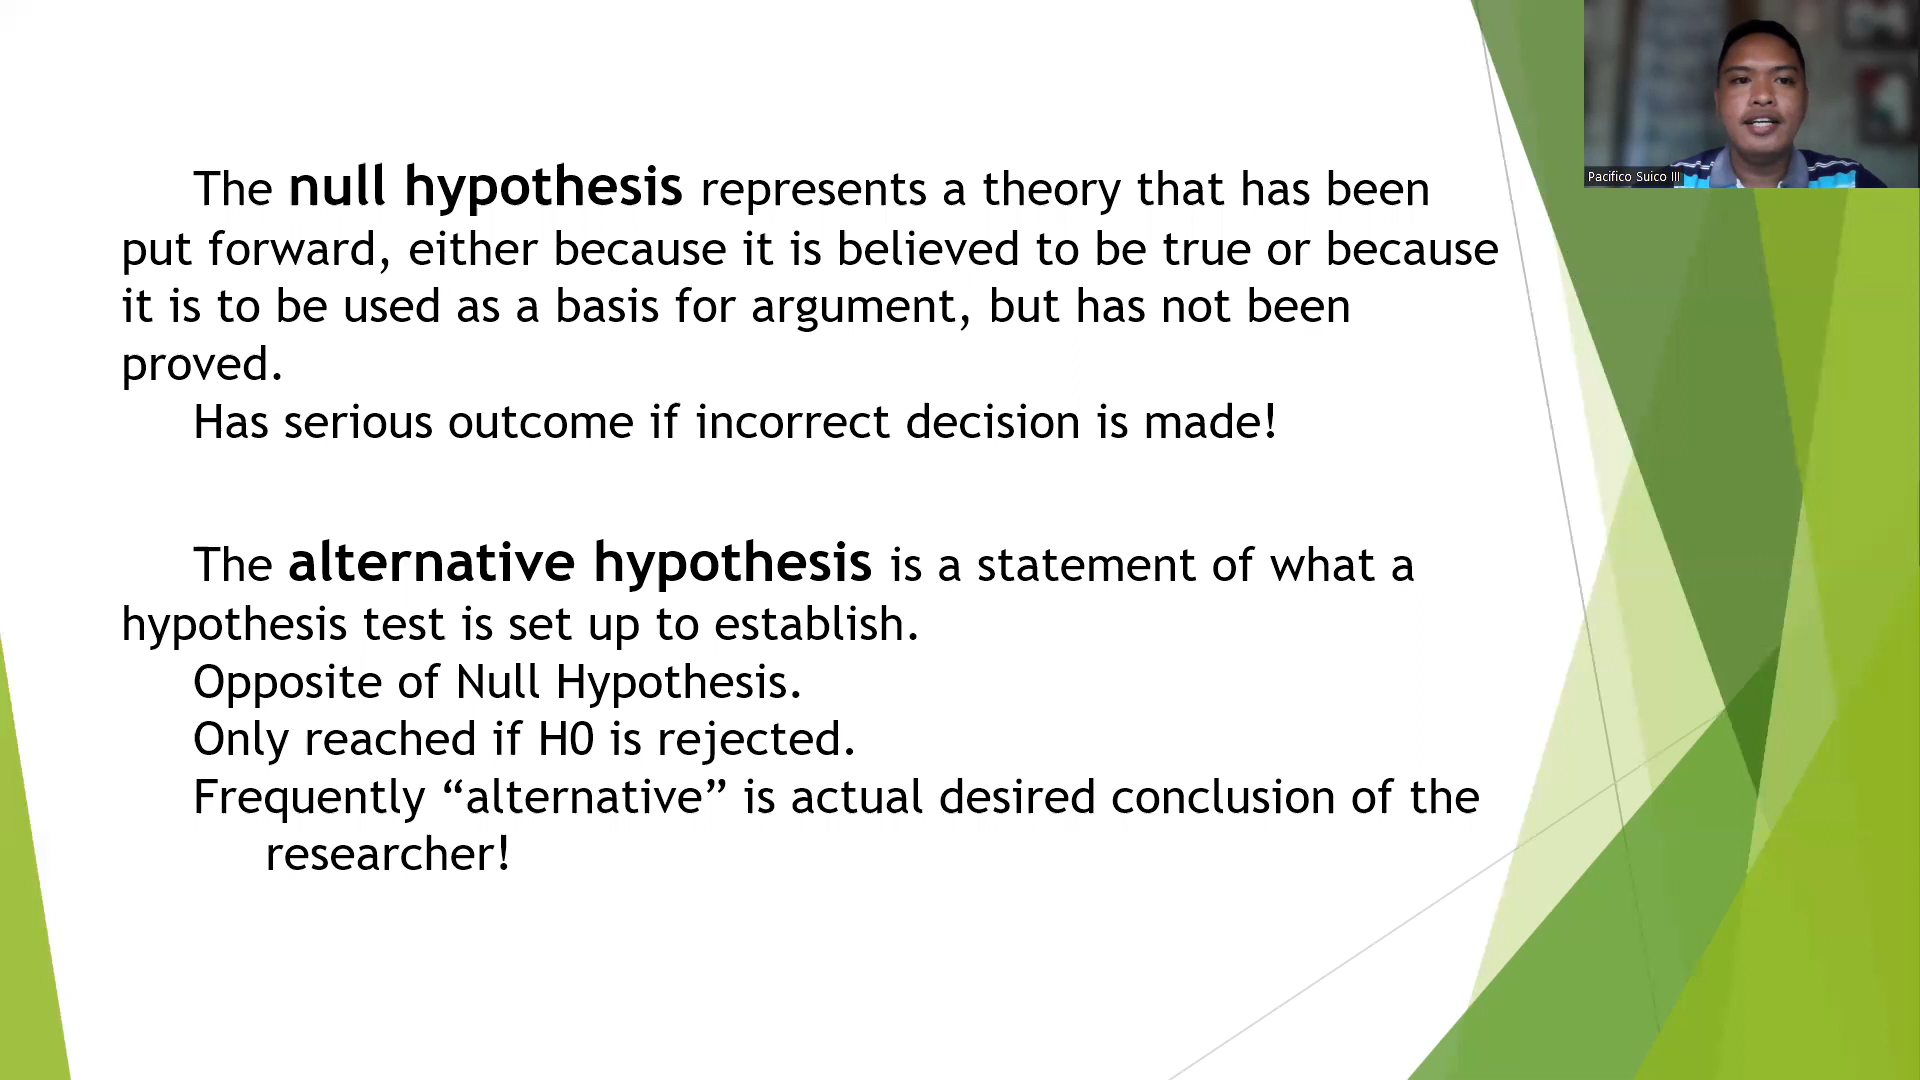 The null hypothesis represents a theory that has been
put forward, either because it is believed to be true or because
it is to be used as a basis for argument, but has not been
proved.
Has serious outcome if incorrect decision is made!
The alternative hypothesis is a statement of what a
hypothesis test is set up to establish.
Opposite of Null Hypothesis.
Only reached if H0 is rejected.
Frequently “alternative” is actual desired conclusion of the
researcher!
Pacifico Suico III